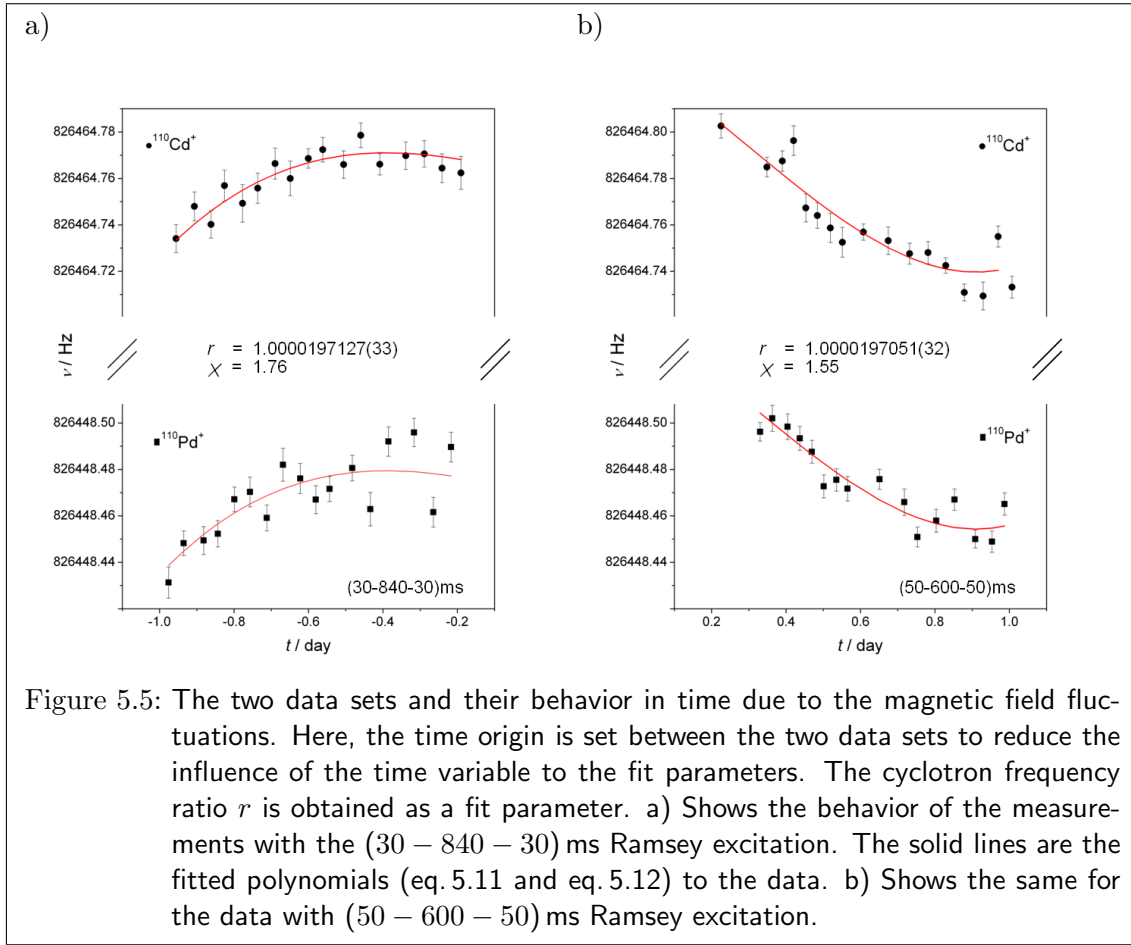 a)
826464.78
826464.76
826464.74
826464.72
110Cd+
ν / Hz
r = 1.0000197127(33)
X = 1.76
826448.50
826448.48
826448.46
826448.44
110Pd+
(30-840-30)ms
-1.0 -0.8 -0.6 -0.4 -0.2
t / day
b)
826464.80
826464.78
826464.76
826464.74
110Cd+
ν / Hz
r = 1.0000197051(32)
X = 1.55
826448.50
826448.48
826448.46
826448.44
110Pd+
(50-600-50)ms
0.2 0.4 0.6 0.8 1.0
t / day
Figure 5.5: The two data sets and their behavior in time due to the magnetic field fluc-
tuations. Here, the time origin is set between the two data sets to reduce the
influence of the time variable to the fit parameters. The cyclotron frequency
ratio r is obtained as a fit parameter. a) Shows the behavior of the measure-
ments with the (30 − 840 − 30) ms Ramsey excitation. The solid lines are the
fitted polynomials (eq. 5.11 and eq. 5.12) to the data. b) Shows the same for
the data with (50 − 600 − 50) ms Ramsey excitation.